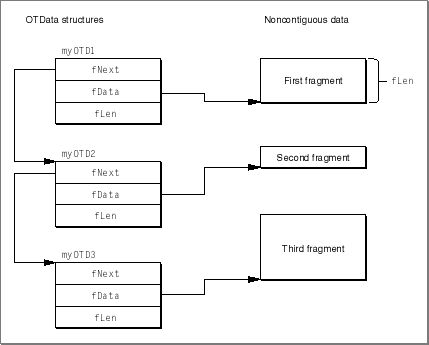 OTData structures
Noncontiguous data
myOTD1
fNext
fData
fLen
First fragment
fLen
myOTD2
fNext
fData
fLen
Second fragment
myOTD3
fNext
fData
fLen
Third fragment